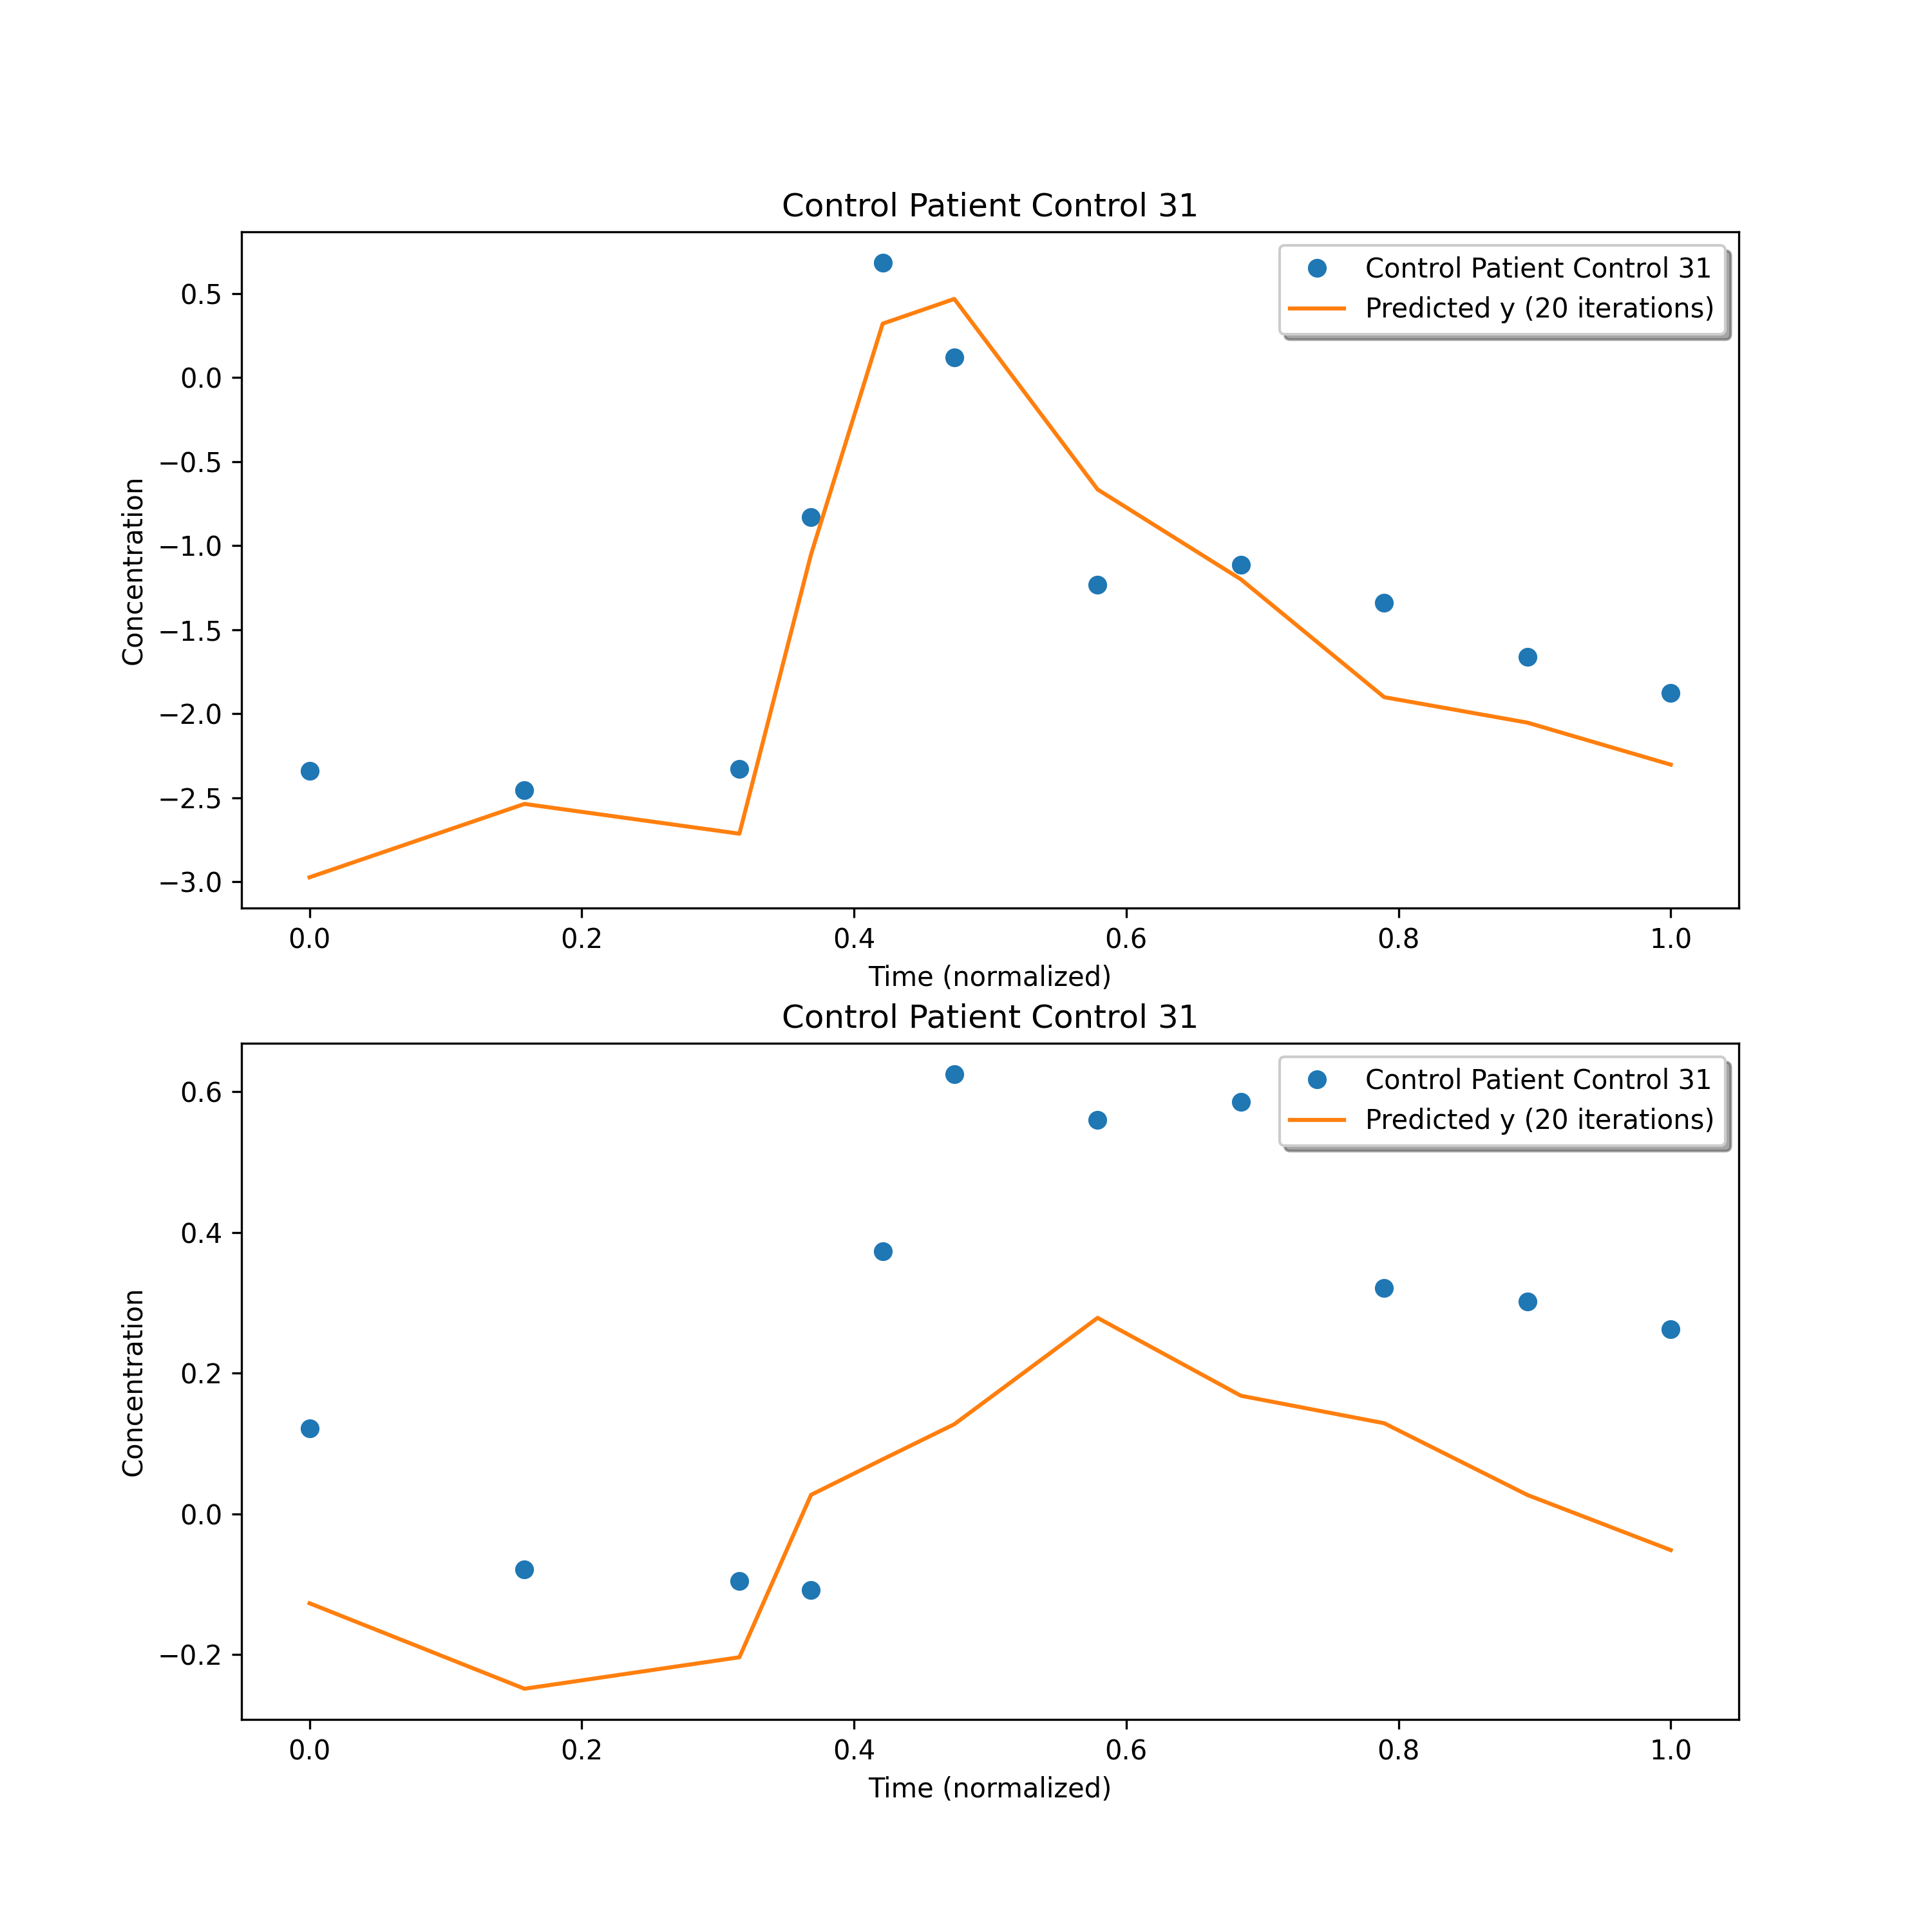 Control Patient Control 31
Control Patient Control 31
Predicted y (20 iterations)
0.5
0.0
−0.5
−1.0
−1.5
−2.0
−2.5
−3.0
Concentration
0.0 0.2 0.4 0.6 0.8 1.0
Time (normalized)
Control Patient Control 31
Control Patient Control 31
Predicted y (20 iterations)
0.6
0.4
0.2
0.0
−0.2
Concentration
0.0 0.2 0.4 0.6 0.8 1.0
Time (normalized)